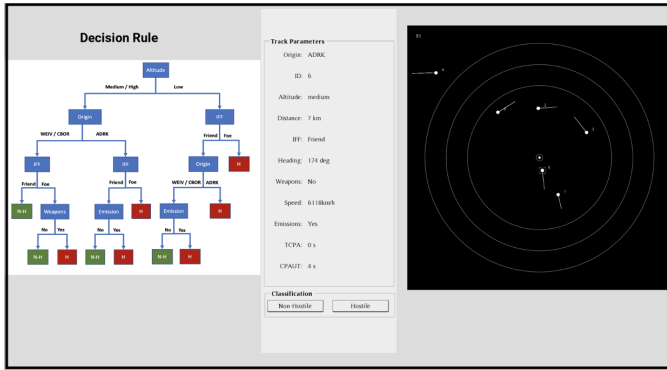 Decision Rule
Altitude
Medium / High
Low
Origin
IFF
WEIV / CBOR
ADRK
Friend
Foe
IFF
IFF
Origin
H
Friend
Foe
Friend
Foe
WEIV / CBOR
ADRK
N-H
Weapons
Emission
H
Emission
H
No
Yes
No
Yes
No
Yes
N-H
H
N-H
H
N-H
H
Track Parameters
Origin: ADRK
ID: 6
Altitude: medium
Distance: 7 km
IFF: Friend
Heading: 174 deg
Weapons: No
Speed: 6118km/h
Emissions: Yes
TCPA: 0 s
CPAUT: 4 s
Classification
Non-Hostile
Hostile
6